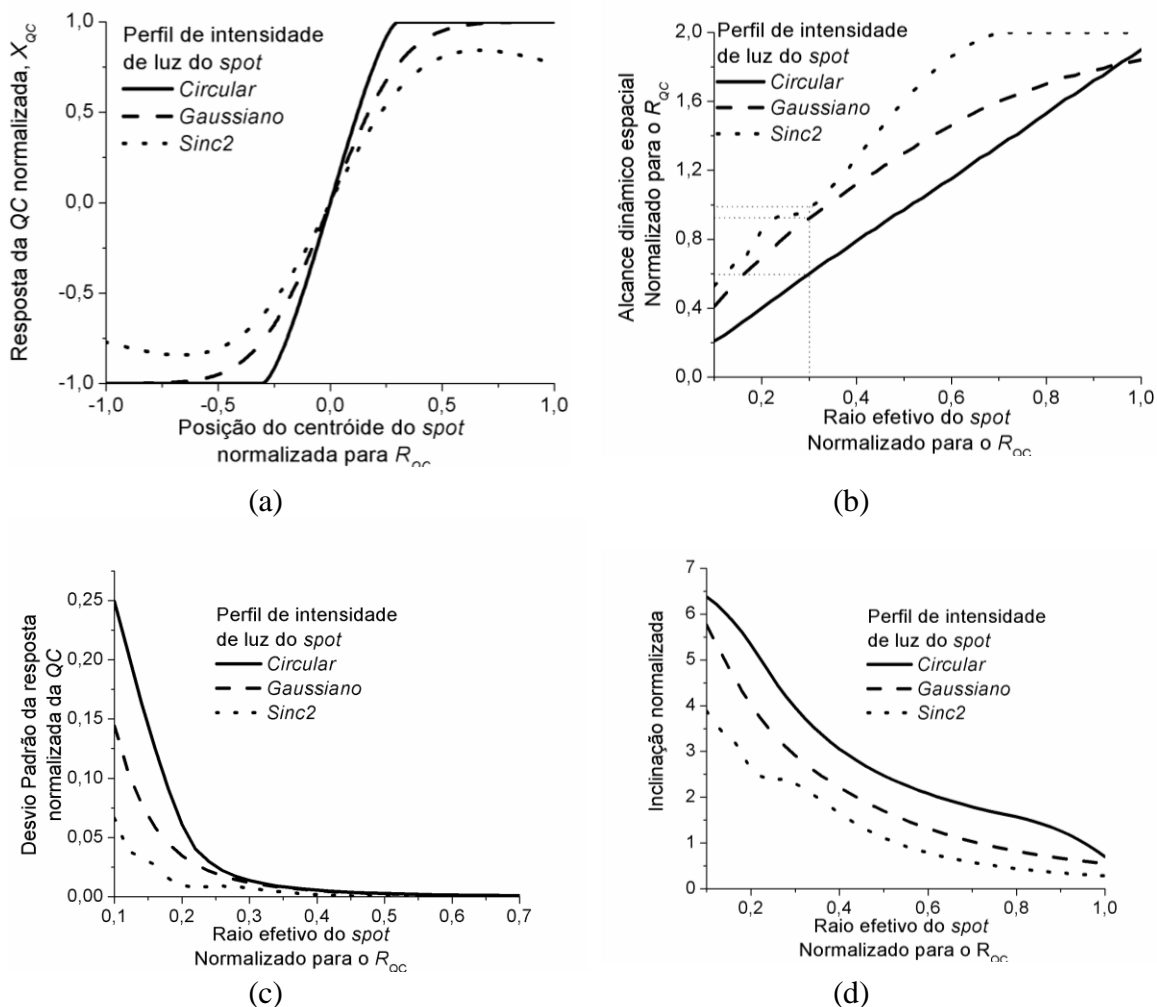 1,0
0,5
0,0
-0,5
-1,0
Resposta da QC normalizada, X_QC
Perfil de intensidade
de luz do spot
Circular
Gaussiano
Sinc2
-1,0 -0,5 0,0 0,5 1,0
Posição do centróide do spot
normalizada para R_QC
(a)
2,0
1,6
1,2
0,8
0,4
0,0
Alcance dinâmico espacial
Normalizado para o R_QC
Perfil de intensidade
de luz do spot
Circular
Gaussiano
Sinc2
0,2 0,4 0,6 0,8 1,0
Raio efetivo do spot
Normalizado para o R_QC
(b)
0,25
0,20
0,15
0,10
0,05
0,00
Desvio Padrão da resposta
normalizada da QC
Perfil de intensidade
de luz do spot
Circular
Gaussiano
Sinc2
0,1 0,2 0,3 0,4 0,5 0,6 0,7
Raio efetivo do spot
Normalizado para o R_QC
(c)
7
6
5
4
3
2
1
0
Inclinação normalizada
Perfil de intensidade
de luz do spot
Circular
Gaussiano
Sinc2
0,2 0,4 0,6 0,8 1,0
Raio efetivo do spot
Normalizado para o R_QC
(d)